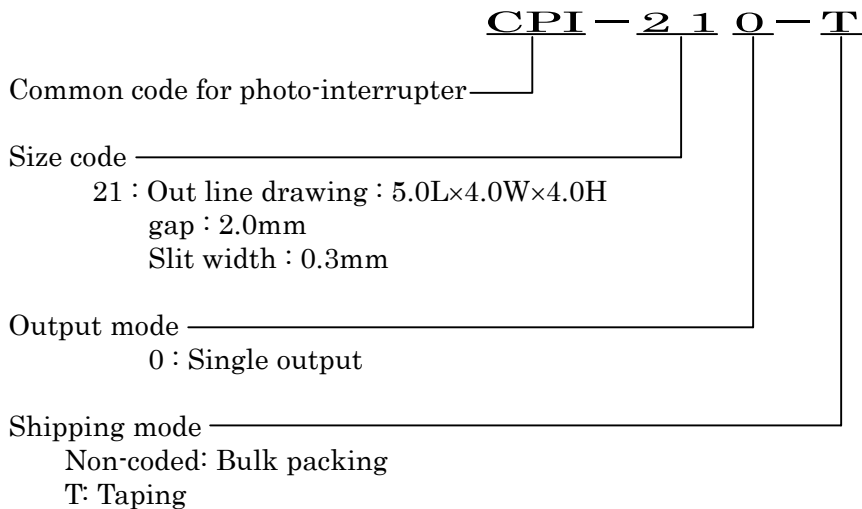 CPI-210-T
Common code for photo-interrupter
Size code
21 : Out line drawing : 5.0L×4.0W×4.0H
gap : 2.0mm
Slit width : 0.3mm
Output mode
0 : Single output
Shipping mode
Non-coded: Bulk packing
T: Taping